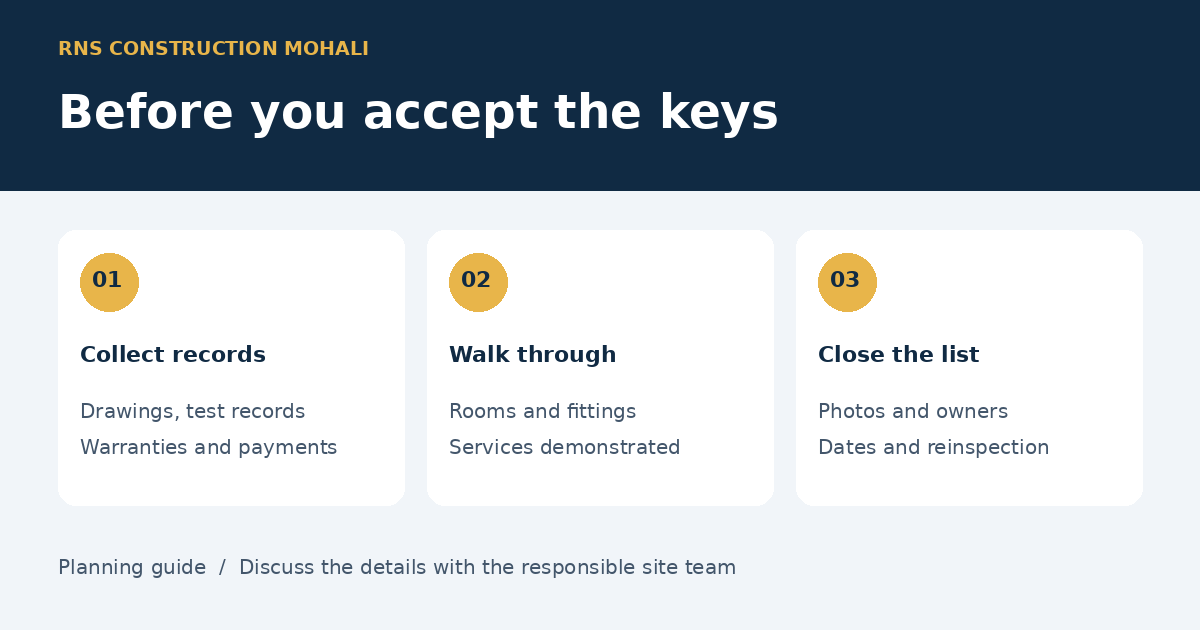 RNS CONSTRUCTION MOHALI
Before you accept the keys
01
Collect records
Drawings, test records
Warranties and payments
02
Walk through
Rooms and fittings
Services demonstrated
03
Close the list
Photos and owners
Dates and reinspection
Planning guide / Discuss the details with the responsible site team